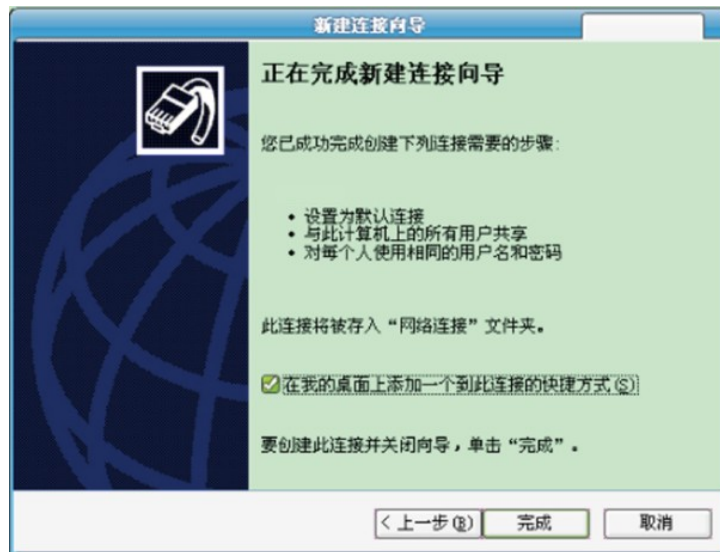 新建连接向导
正在完成新建连接向导
您已成功完成创建下列连接需要的步骤:
• 设置为默认连接
• 与此计算机上的所有用户共享
• 对每个人使用相同的用户名和密码
此连接将被存入“网络连接”文件夹。
在我的桌面上添加一个到此连接的快捷方式(S)
要创建此连接并关闭向导，单击“完成”。
< 上一步(B) 完成 取消